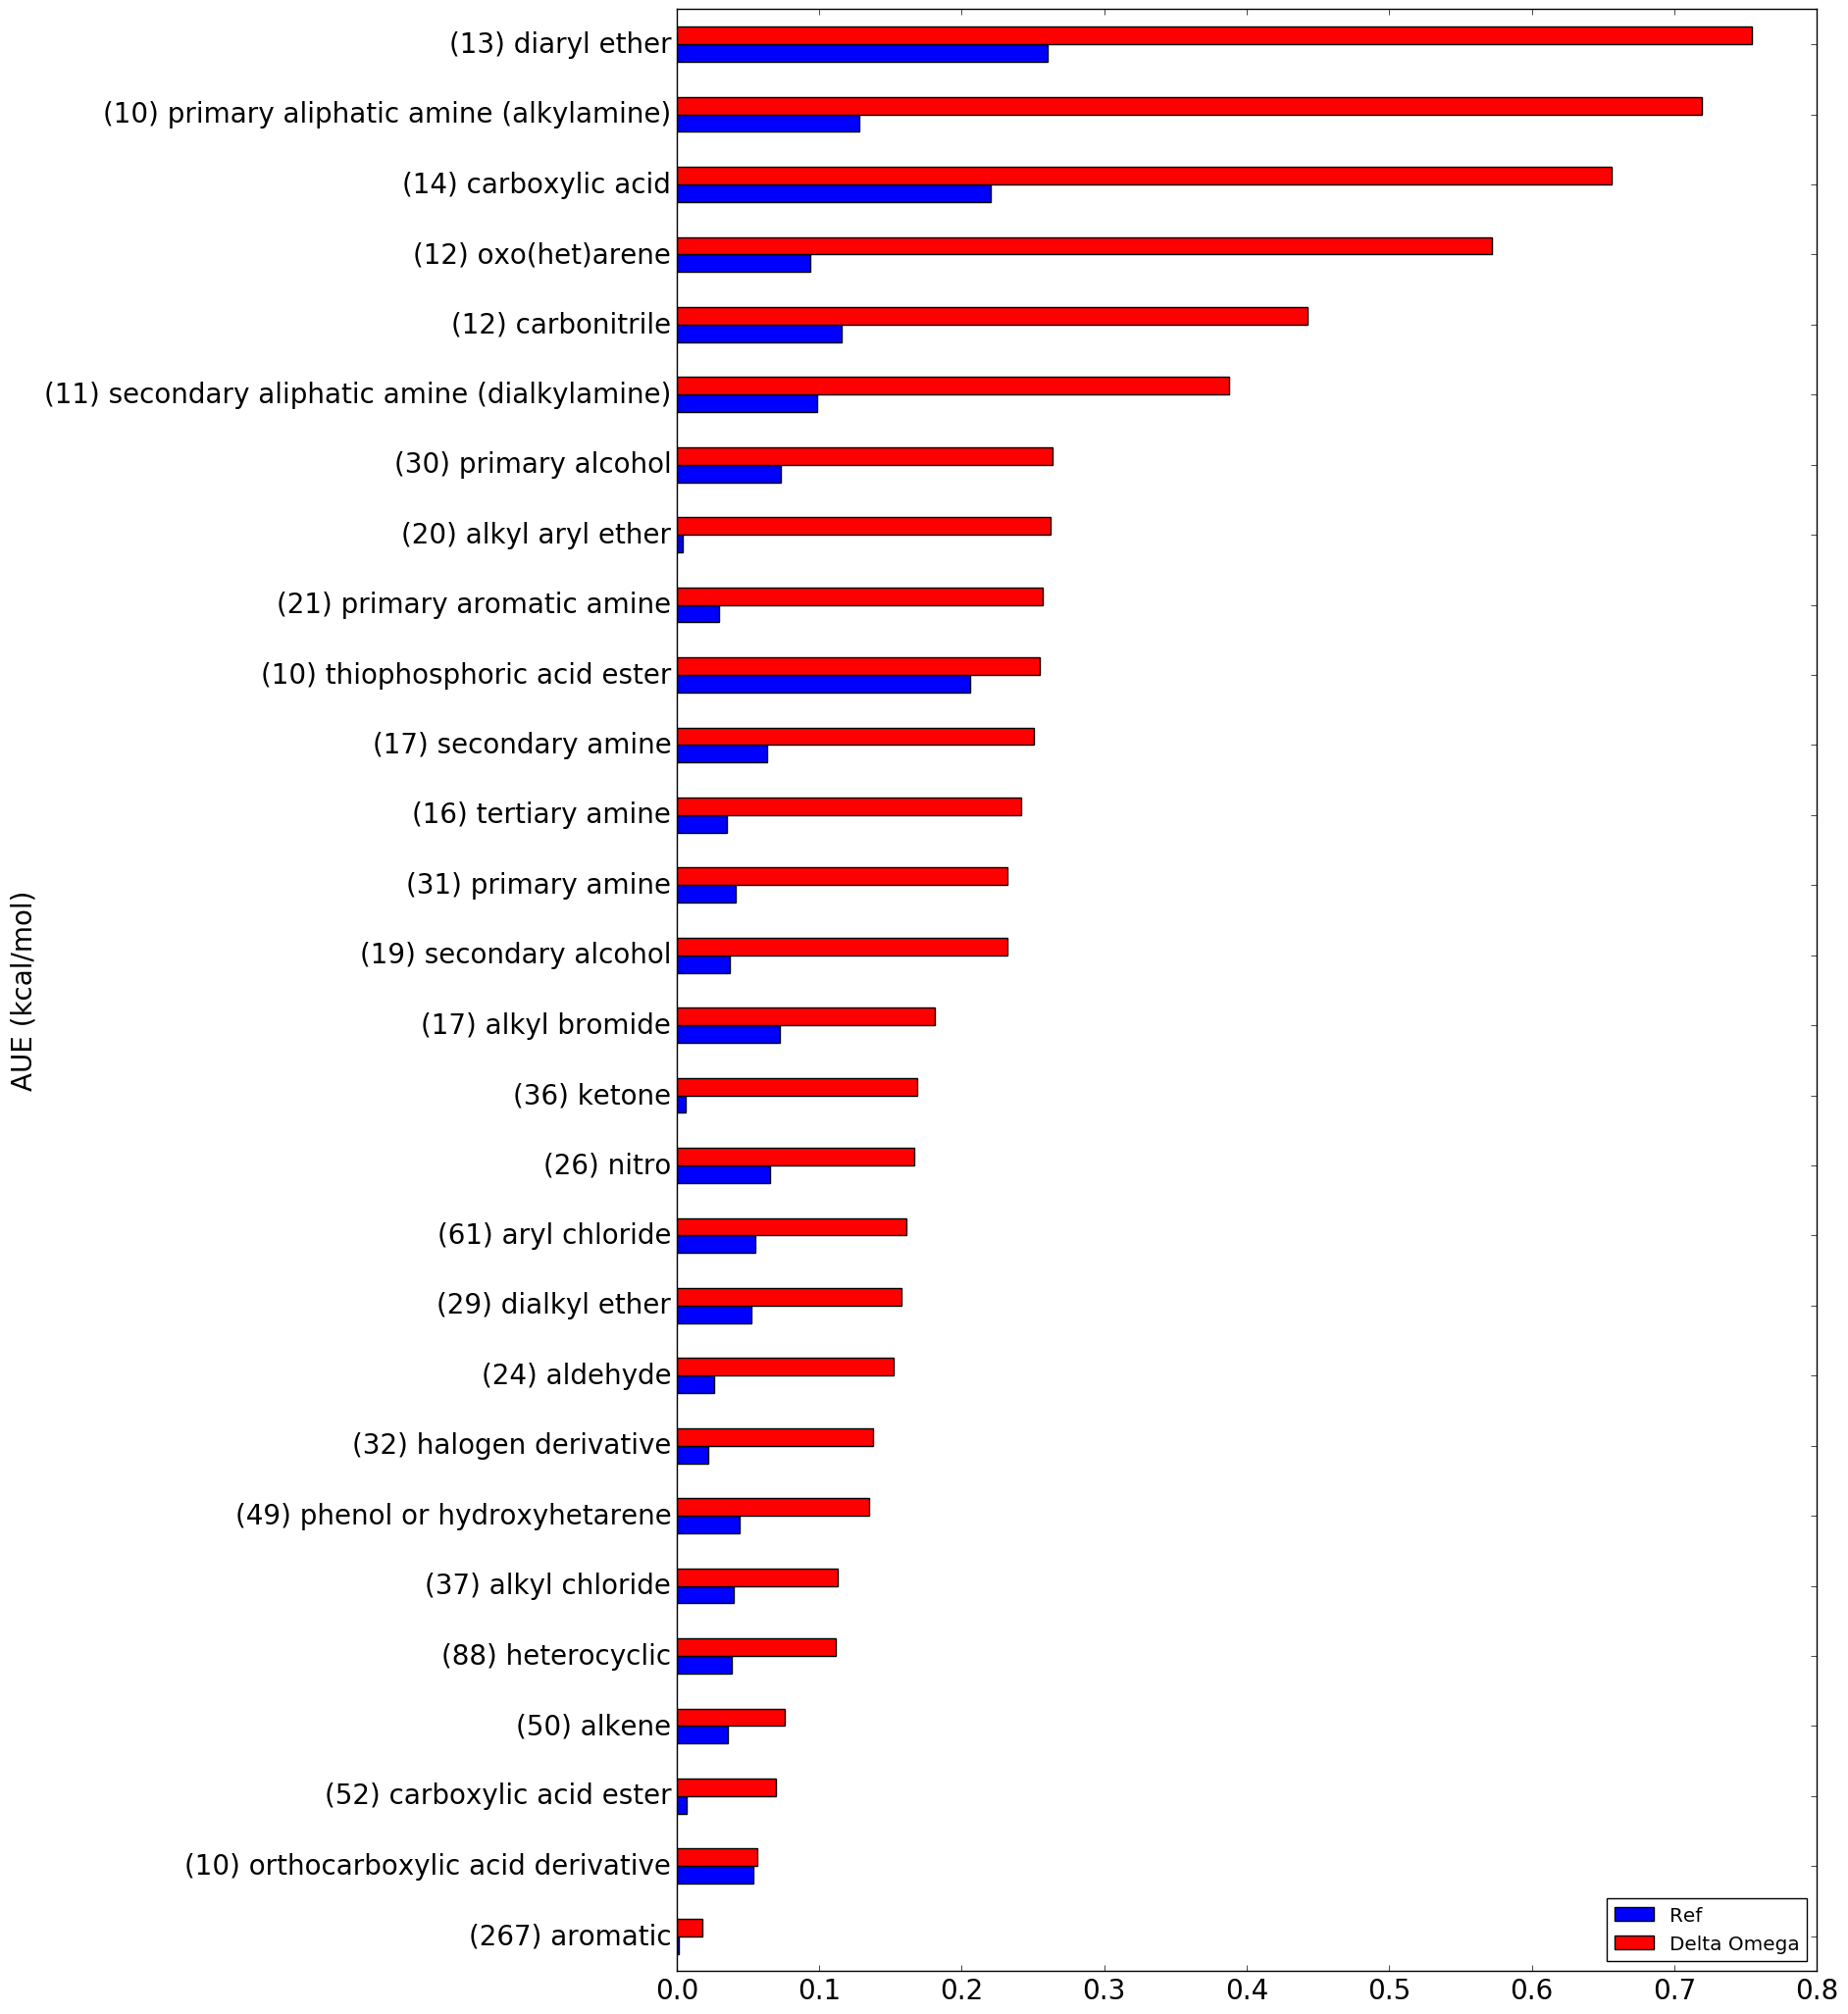 (13) diaryl ether
(10) primary aliphatic amine (alkylamine)
(14) carboxylic acid
(12) oxo(het)arene
(12) carbonitrile
(11) secondary aliphatic amine (dialkylamine)
(30) primary alcohol
(20) alkyl aryl ether
(21) primary aromatic amine
(10) thiophosphoric acid ester
(17) secondary amine
(16) tertiary amine
(31) primary amine
(19) secondary alcohol
(17) alkyl bromide
(36) ketone
(26) nitro
(61) aryl chloride
(29) dialkyl ether
(24) aldehyde
(32) halogen derivative
(49) phenol or hydroxyhetarene
(37) alkyl chloride
(88) heterocyclic
(50) alkene
(52) carboxylic acid ester
(10) orthocarboxylic acid derivative
(267) aromatic
AUE (kcal/mol)
Ref
Delta Omega
0.0 0.1 0.2 0.3 0.4 0.5 0.6 0.7 0.8